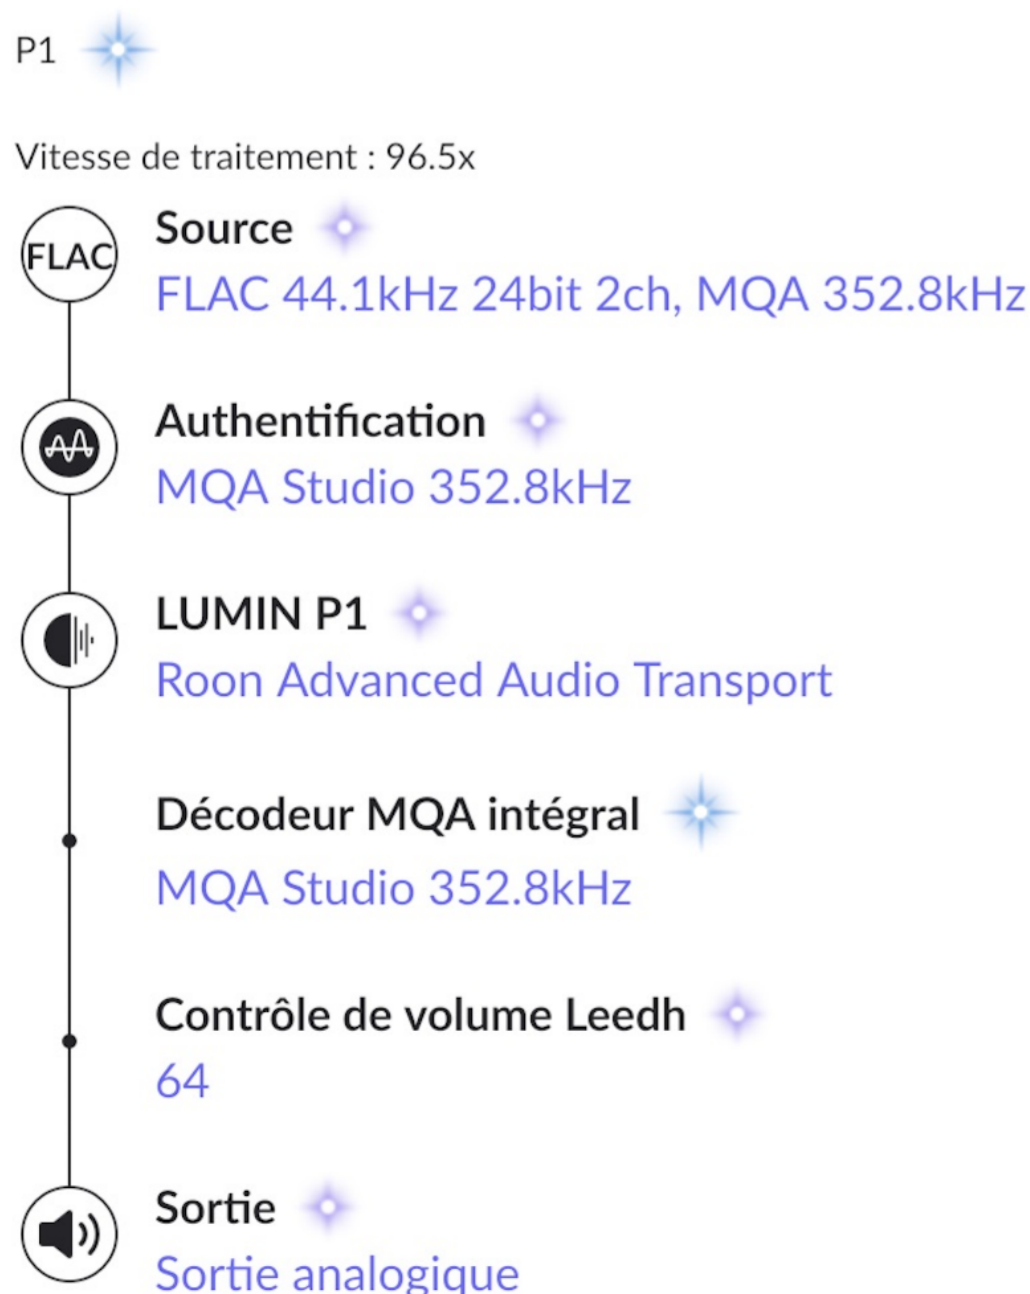 P1
Vitesse de traitement : 96.5x
FLAC
Source
FLAC 44.1kHz 24bit 2ch, MQA 352.8kHz
Authentification
MQA Studio 352.8kHz
LUMIN P1
Roon Advanced Audio Transport
Décodeur MQA intégral
MQA Studio 352.8kHz
Contrôle de volume Leedh
64
Sortie
Sortie analogique